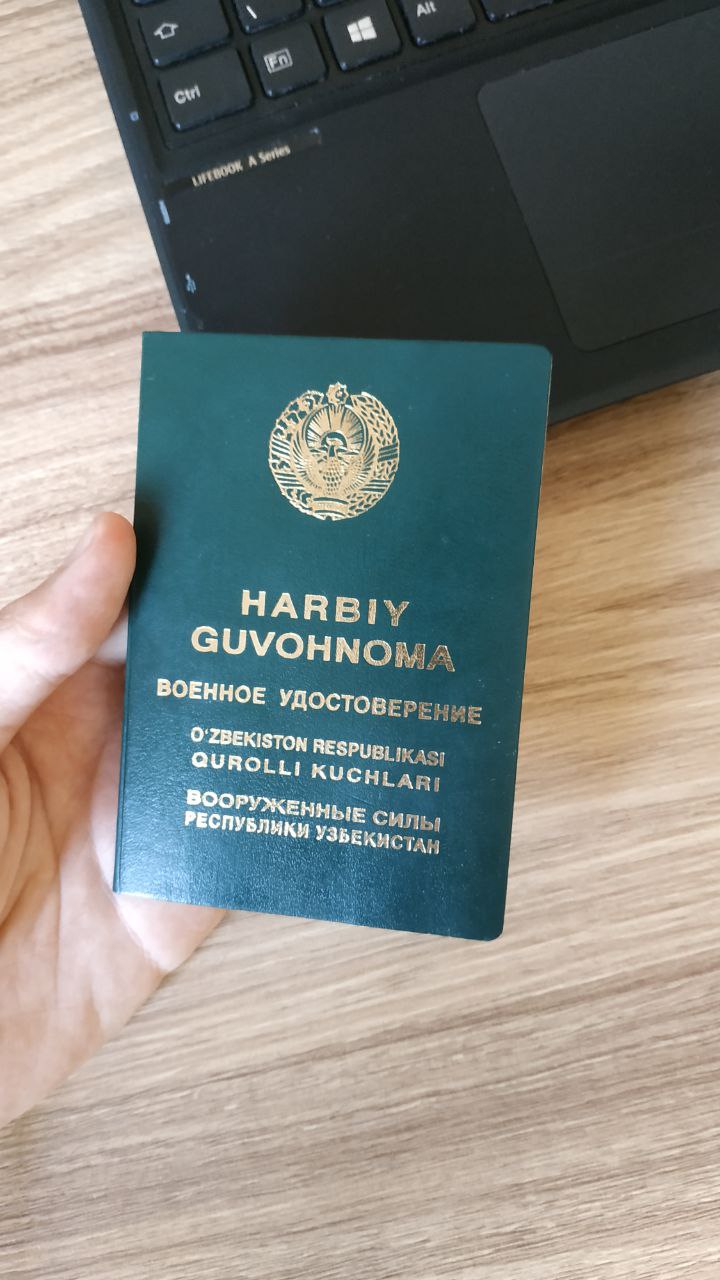 Alt
Fn
Ctrl
LIFEBOOK A Series
HARBIY
GUVOHNOMA
ВОЕННОЕ УДОСТОВЕРЕНИЕ
O'ZBEKISTON RESPUBLIKASI
QUROLLI KUCHLARI
ВООРУЖЕННЫЕ СИЛЫ
РЕСПУБЛИКИ УЗБЕКИСТАН